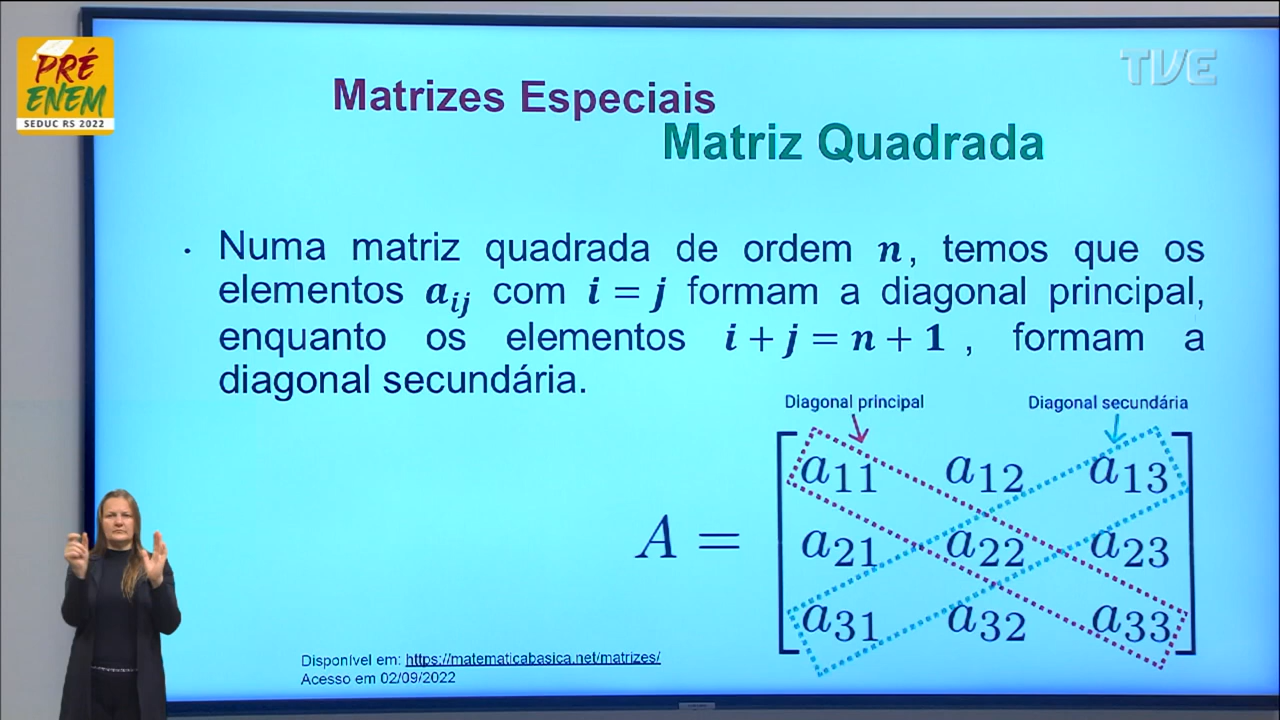 PRÉ
ENEM
SEDUC RS 2022
TVE
Matrizes Especiais
Matriz Quadrada
· Numa matriz quadrada de ordem n, temos que os
elementos aᵢⱼ com i = j formam a diagonal principal,
enquanto os elementos i + j = n + 1 , formam a
diagonal secundária.
Diagonal principal Diagonal secundária
a₁₁ a₁₂ a₁₃
A = a₂₁ a₂₂ a₂₃
a₃₁ a₃₂ a₃₃
Disponível em: https://matematicabasica.net/matrizes/
Acesso em 02/09/2022